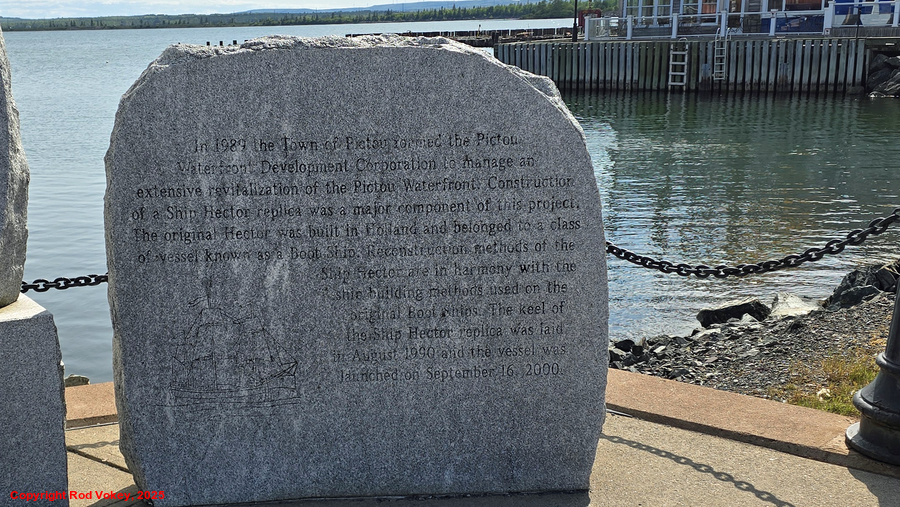 In 1989 the Town of Pictou formed the Pictou
Waterfront Development Corporation to manage an
extensive revitalization of the Pictou Waterfront. Construction
of a Ship Hector replica was a major component of this project.
The original Hector was built in Holland and belonged to a class
of vessel known as a Boot Ship. Reconstruction methods of the
Ship Hector are in harmony with the
ship building methods used on the
original Boot ships. The keel of
the Ship Hector replica was laid
in August 1990 and the vessel was
launched on September 16, 2000.
Copyright Rod Vokey, 2025